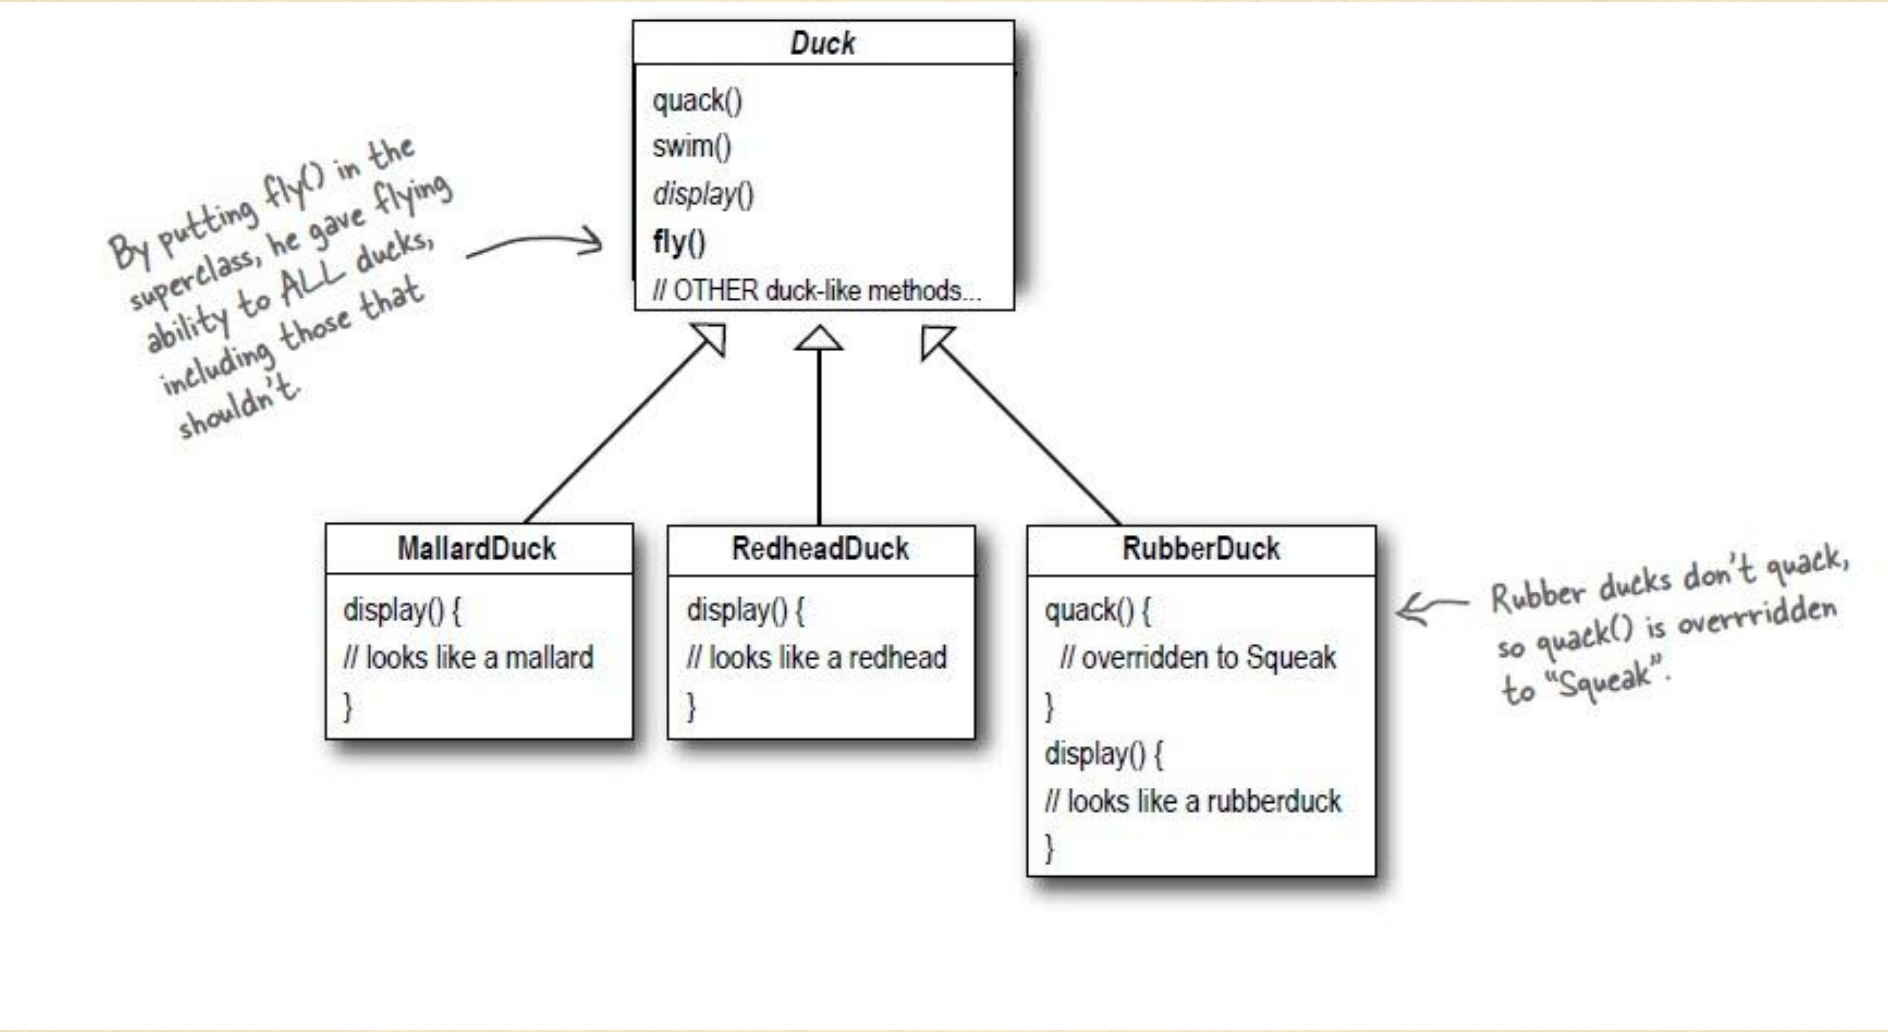 Duck
quack()
swim()
display()
fly()
// OTHER duck-like methods...
By putting fly() in the
superclass, he gave flying
ability to ALL ducks,
including those that
shouldn't.
MallardDuck
display() {
// looks like a mallard
}
RedheadDuck
display() {
// looks like a redhead
}
RubberDuck
quack() {
// overridden to Squeak
}
display() {
// looks like a rubberduck
}
Rubber ducks don't quack,
so quack() is overrridden
to "Squeak".